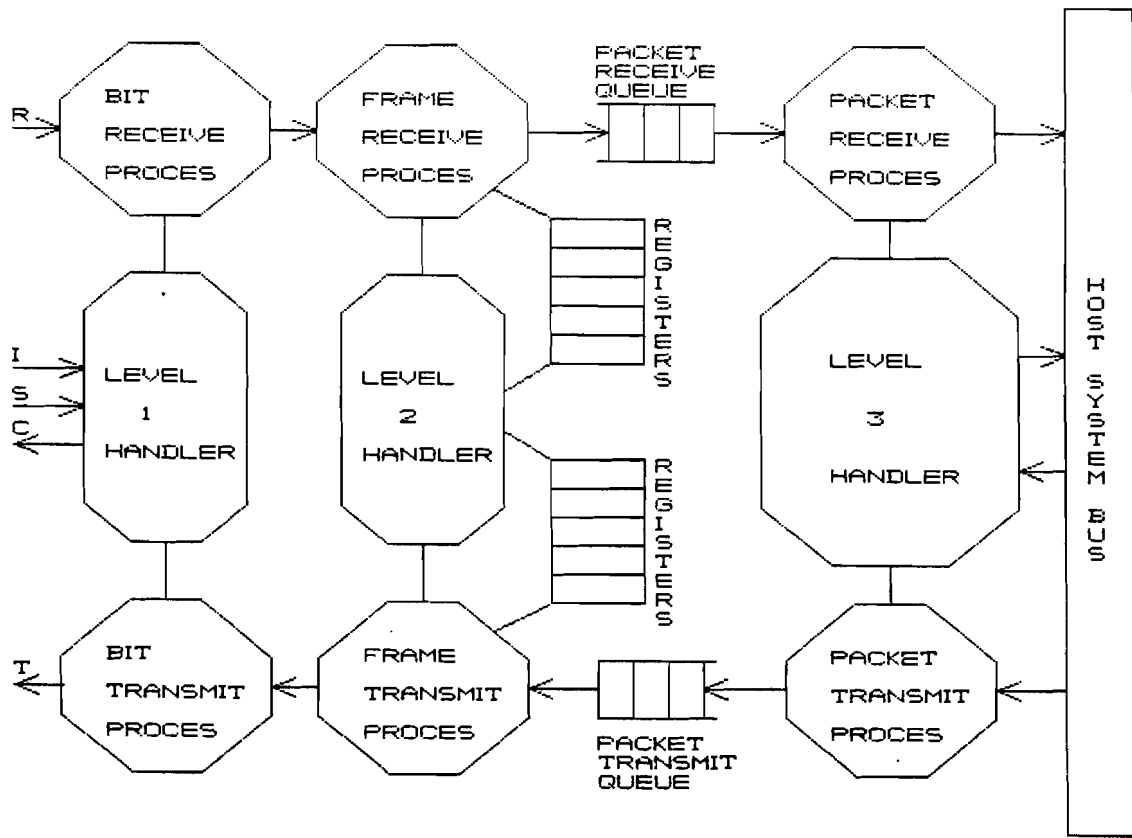 R
BIT
RECEIVE
PROCES
FRAME
RECEIVE
PROCES
PACKET
RECEIVE
QUEUE
PACKET
RECEIVE
PROCES
REGISTERS
I
S
C
LEVEL
1
HANDLER
LEVEL
2
HANDLER
LEVEL
3
HANDLER
HOST SYSTEM BUS
REGISTERS
T
BIT
TRANSMIT
PROCES
FRAME
TRANSMIT
PROCES
PACKET
TRANSMIT
QUEUE
PACKET
TRANSMIT
PROCES